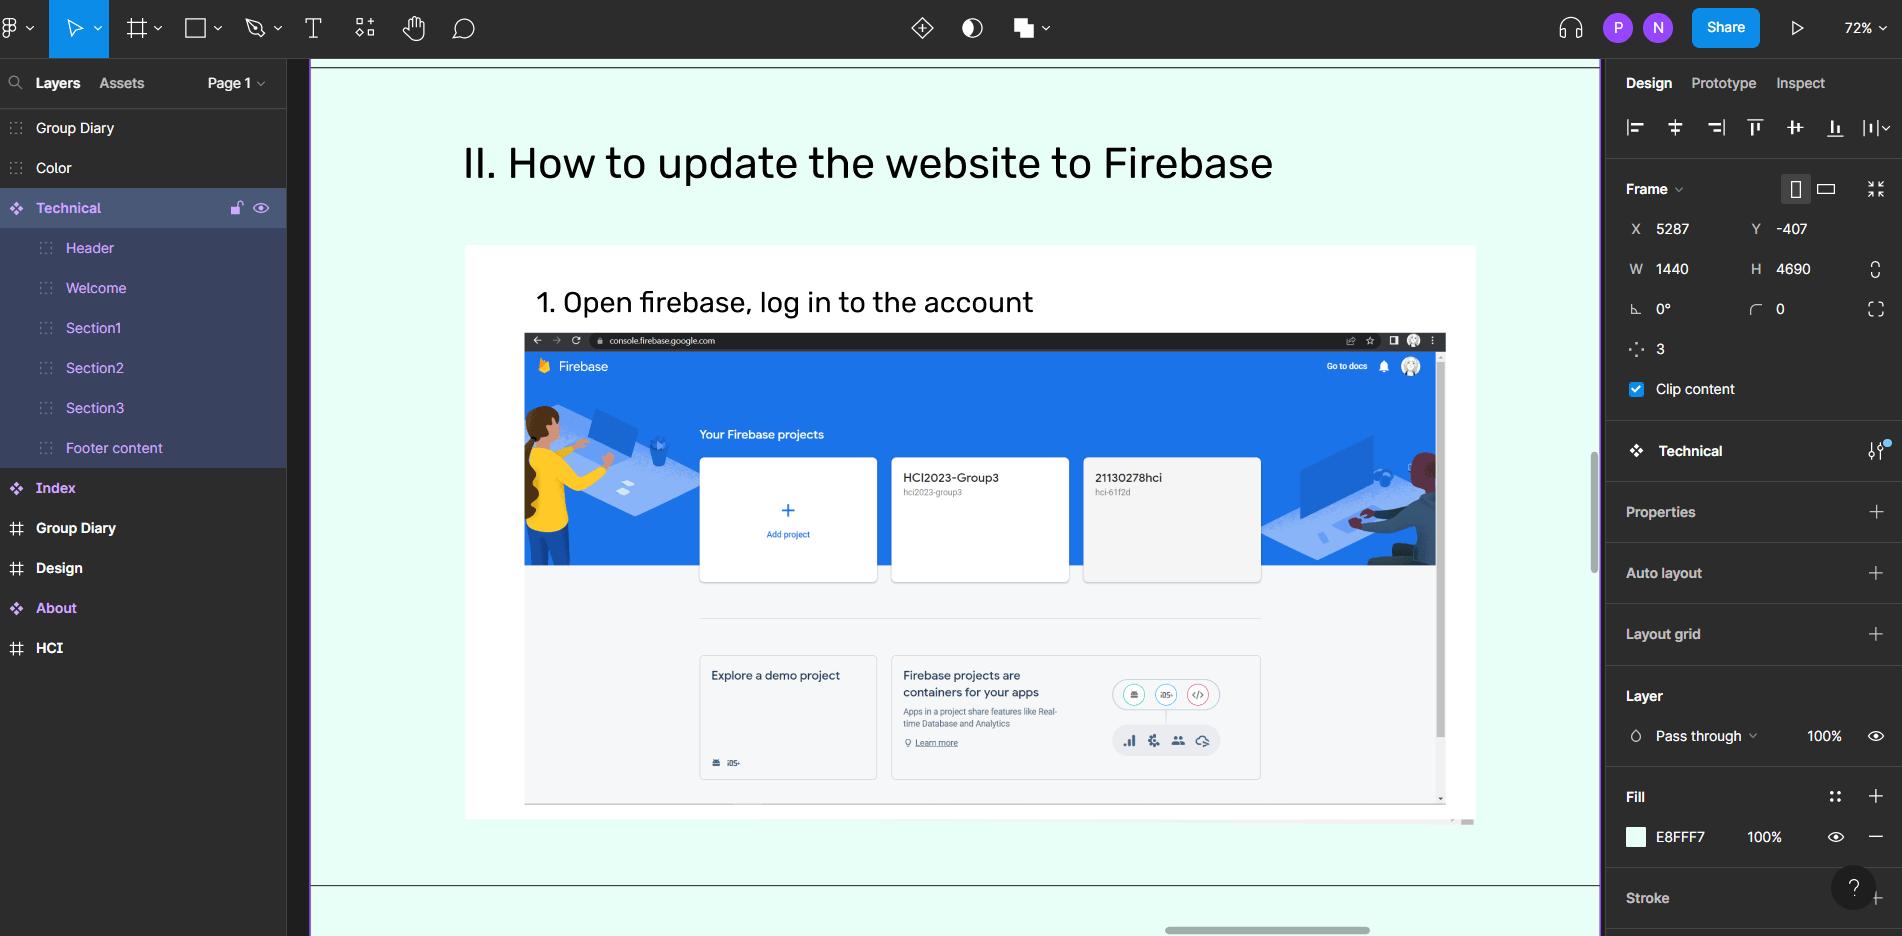 P
N
Share
72%
Layers
Assets
Page 1
Group Diary
Color
Technical
Header
Welcome
Section1
Section2
Section3
Footer content
Index
Group Diary
Design
About
HCI
II. How to update the website to Firebase
1. Open firebase, log in to the account
console.firebase.google.com
Firebase
Go to docs
Your Firebase projects
Add project
HCI2023-Group3
hci2023-group3
21130278hci
hci-61f2d
Explore a demo project
iOS+
Firebase projects are
containers for your apps
Apps in a project share features like Real-
time Database and Analytics
Learn more
iOS+
Design
Prototype
Inspect
Frame
X 5287
Y -407
W 1440
H 4690
0°
0
3
Clip content
Technical
Properties
Auto layout
Layout grid
Layer
Pass through
100%
Fill
E8FFF7
100%
Stroke
?